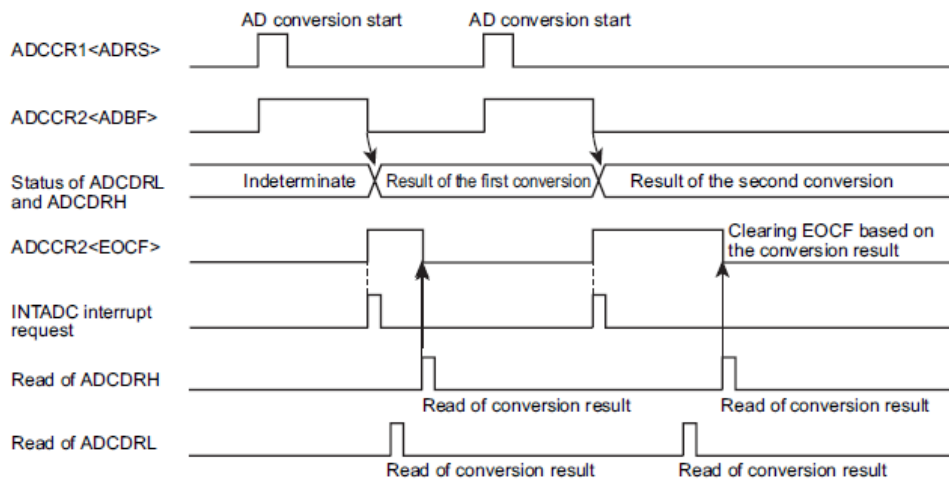 AD conversion start
AD conversion start
ADCCR1<ADRS>
ADCCR2<ADBF>
Status of ADCDRL
and ADCDRH
Indeterminate
Result of the first conversion
Result of the second conversion
ADCCR2<EOCF>
Clearing EOCF based on
the conversion result
INTADC interrupt
request
Read of ADCDRH
Read of conversion result
Read of conversion result
Read of ADCDRL
Read of conversion result
Read of conversion result